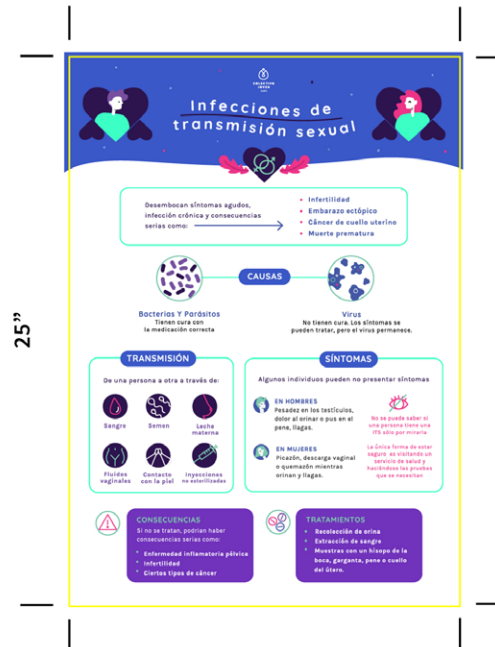 COLECTIVO
Infecciones de
transmisión sexual
Desembocan síntomas agudos,
infección crónica y consecuencias
serias como:
• Infertilidad
• Embarazo ectópico
• Cáncer de cuello uterino
• Muerte prematura
CAUSAS
Bacterias Y Parásitos
Tienen cura con
la medicación correcta
Virus
No tienen cura. Los síntomas se
pueden tratar, pero el virus permanece.
25”
TRANSMISIÓN
De una persona a otra a través de:
Sangre
Semen
Leche
materna
Fluidos
vaginales
Contacto
con la piel
Inyecciones
no esterilizadas
SÍNTOMAS
Algunos individuos pueden no presentar síntomas
EN HOMBRES
Pesadez en los testículos,
dolor al orinar o pus en el
pene, llagas.
EN MUJERES
Picazón, descarga vaginal
o quemazón mientras
orinan y llagas.
No se puede saber si
una persona tiene una
ITS sólo por mirarla
La única forma de estar
seguro es visitando un
servicio de salud y
haciéndose las pruebas
que se necesitan
CONSECUENCIAS
Si no se tratan, podrían haber
consecuencias serias como:
• Enfermedad inflamatoria pélvica
• Infertilidad
• Ciertos tipos de cáncer
TRATAMIENTOS
• Recolección de orina
• Extracción de sangre
• Muestras con un hisopo de la
boca, garganta, pene o cuello
del útero.